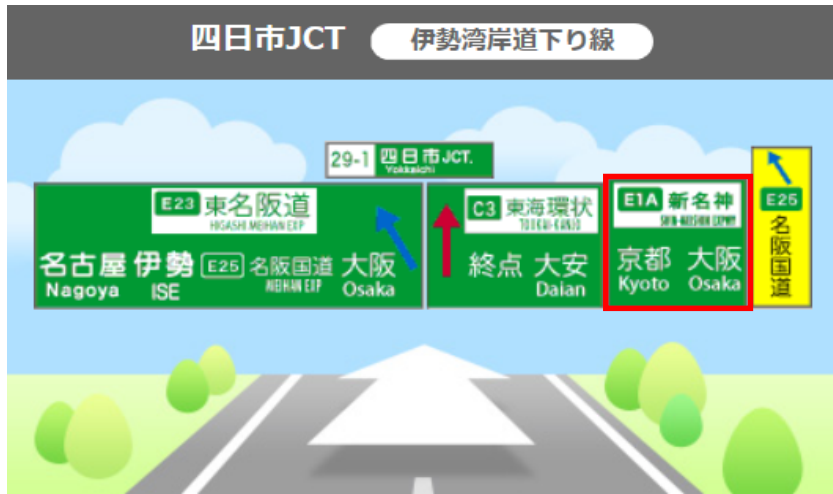 四日市JCT 伊勢湾岸道下り線
29-1 四日市JCT.
Yokkaichi
E23 東名阪道
HIGASHI MEIHAN EXP
名古屋 伊勢 E25 名阪国道 大阪
Nagoya ISE MEIHAN EXP Osaka
C3 東海環状
TOUKAI-KANJO
終点 大安
Daian
E1A 新名神
SHIN-MEISHIN EXPWY
京都 大阪
Kyoto Osaka
E25
名阪国道